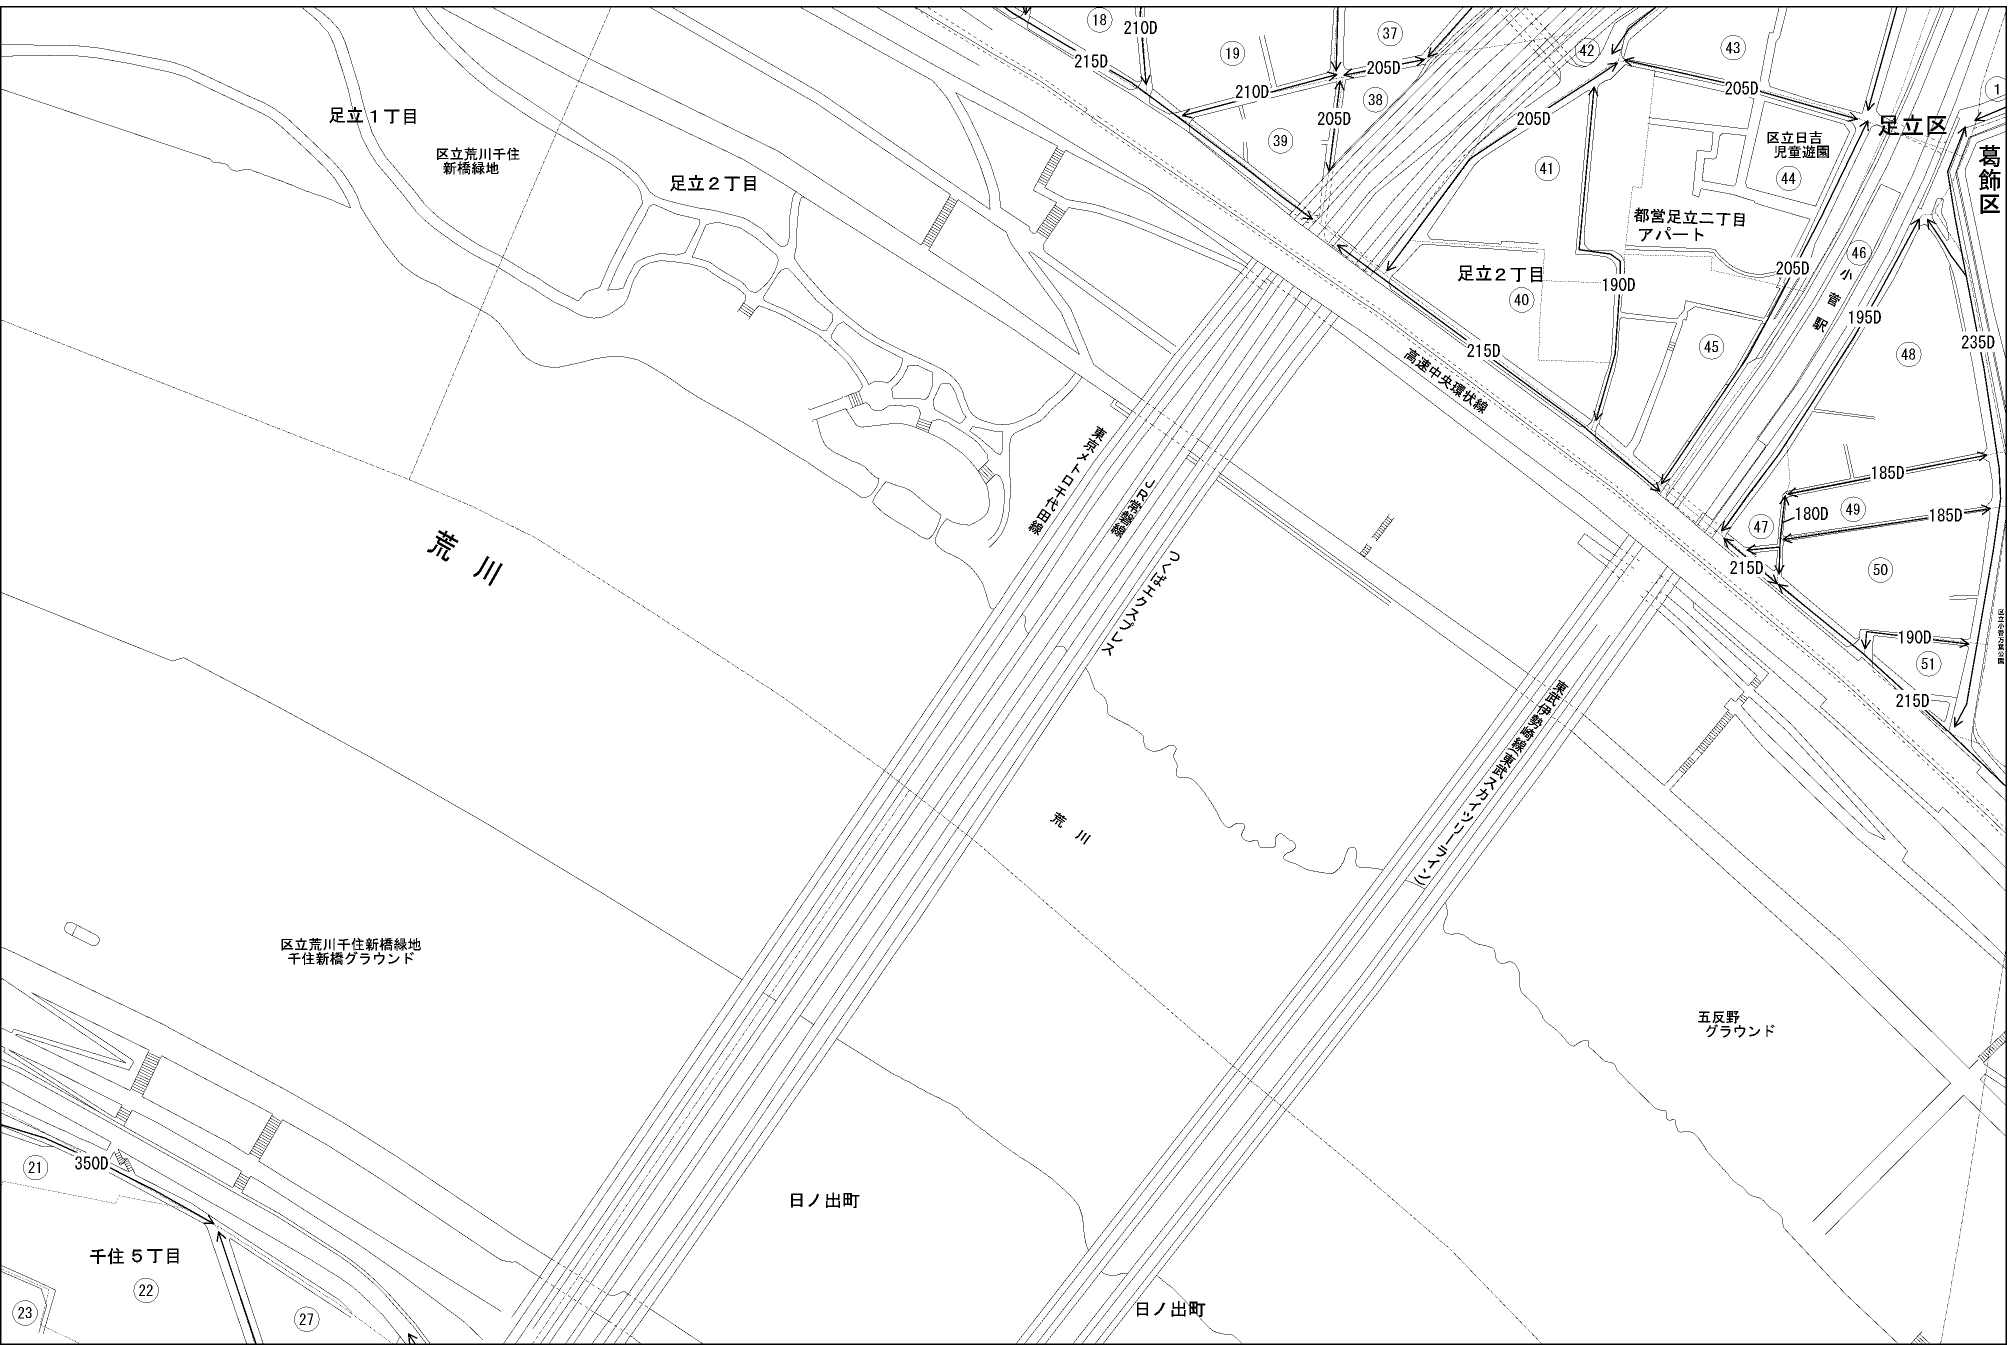 18
210D
215D
19
37
205D
210D
38
205D
39
42
43
205D
205D
41
1
足立区
葛飾区
区立日吉
児童遊園
44
都営足立二丁目
アパート
足立1丁目
区立荒川千住
新橋緑地
足立2丁目
足立2丁目
40
190D
205D
46
小菅駅
195D
235D
48
45
215D
高速中央環状線
185D
180D
49
185D
47
215D
50
190D
51
215D
区立小菅万葉公園
東京メトロ千代田線
JR常磐線
つくばエクスプレス
荒川
東武伊勢崎線(東武スカイツリーライン)
荒川
区立荒川千住新橋緑地
千住新橋グラウンド
五反野
グラウンド
350D
21
日ノ出町
千住5丁目
22
23
27
日ノ出町